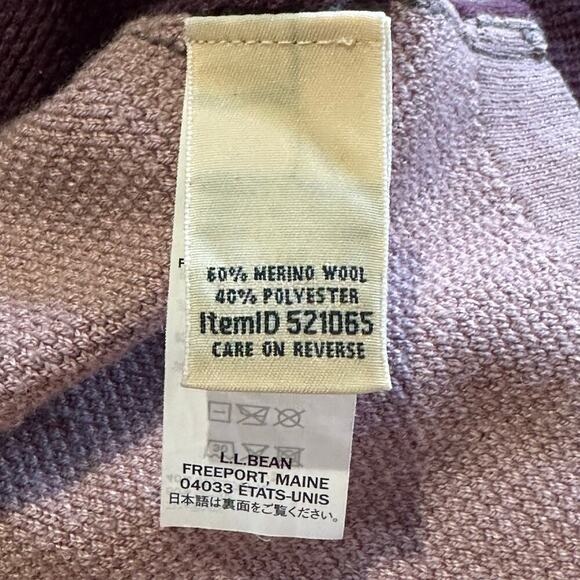 60% MERINO WOOL
40% POLYESTER
ItemID 521065
CARE ON REVERSE
30
L.L.BEAN
FREEPORT, MAINE
04033 ÉTATS-UNIS
日本語は裏面をご覧ください。